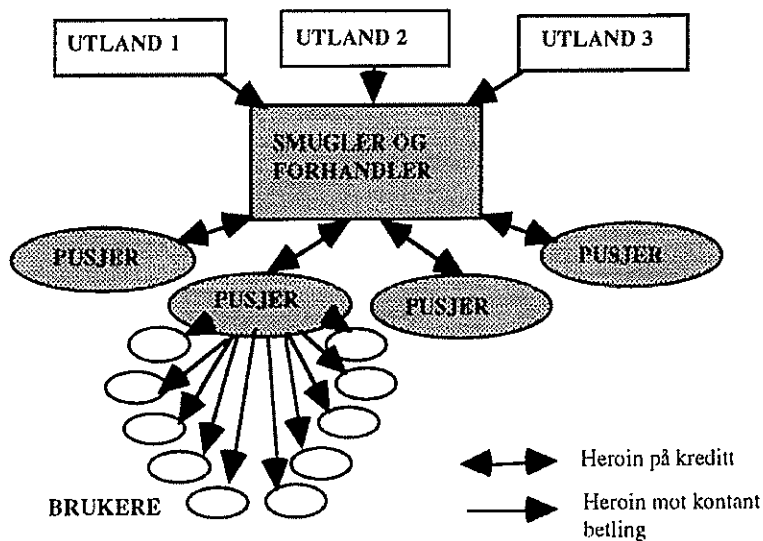 UTLAND 1
UTLAND 2
UTLAND 3
SMUGLER OG
FORHANDLER
PUSJER
PUSJER
PUSJER
PUSJER
BRUKERE
Heroin på kreditt
Heroin mot kontant
betling